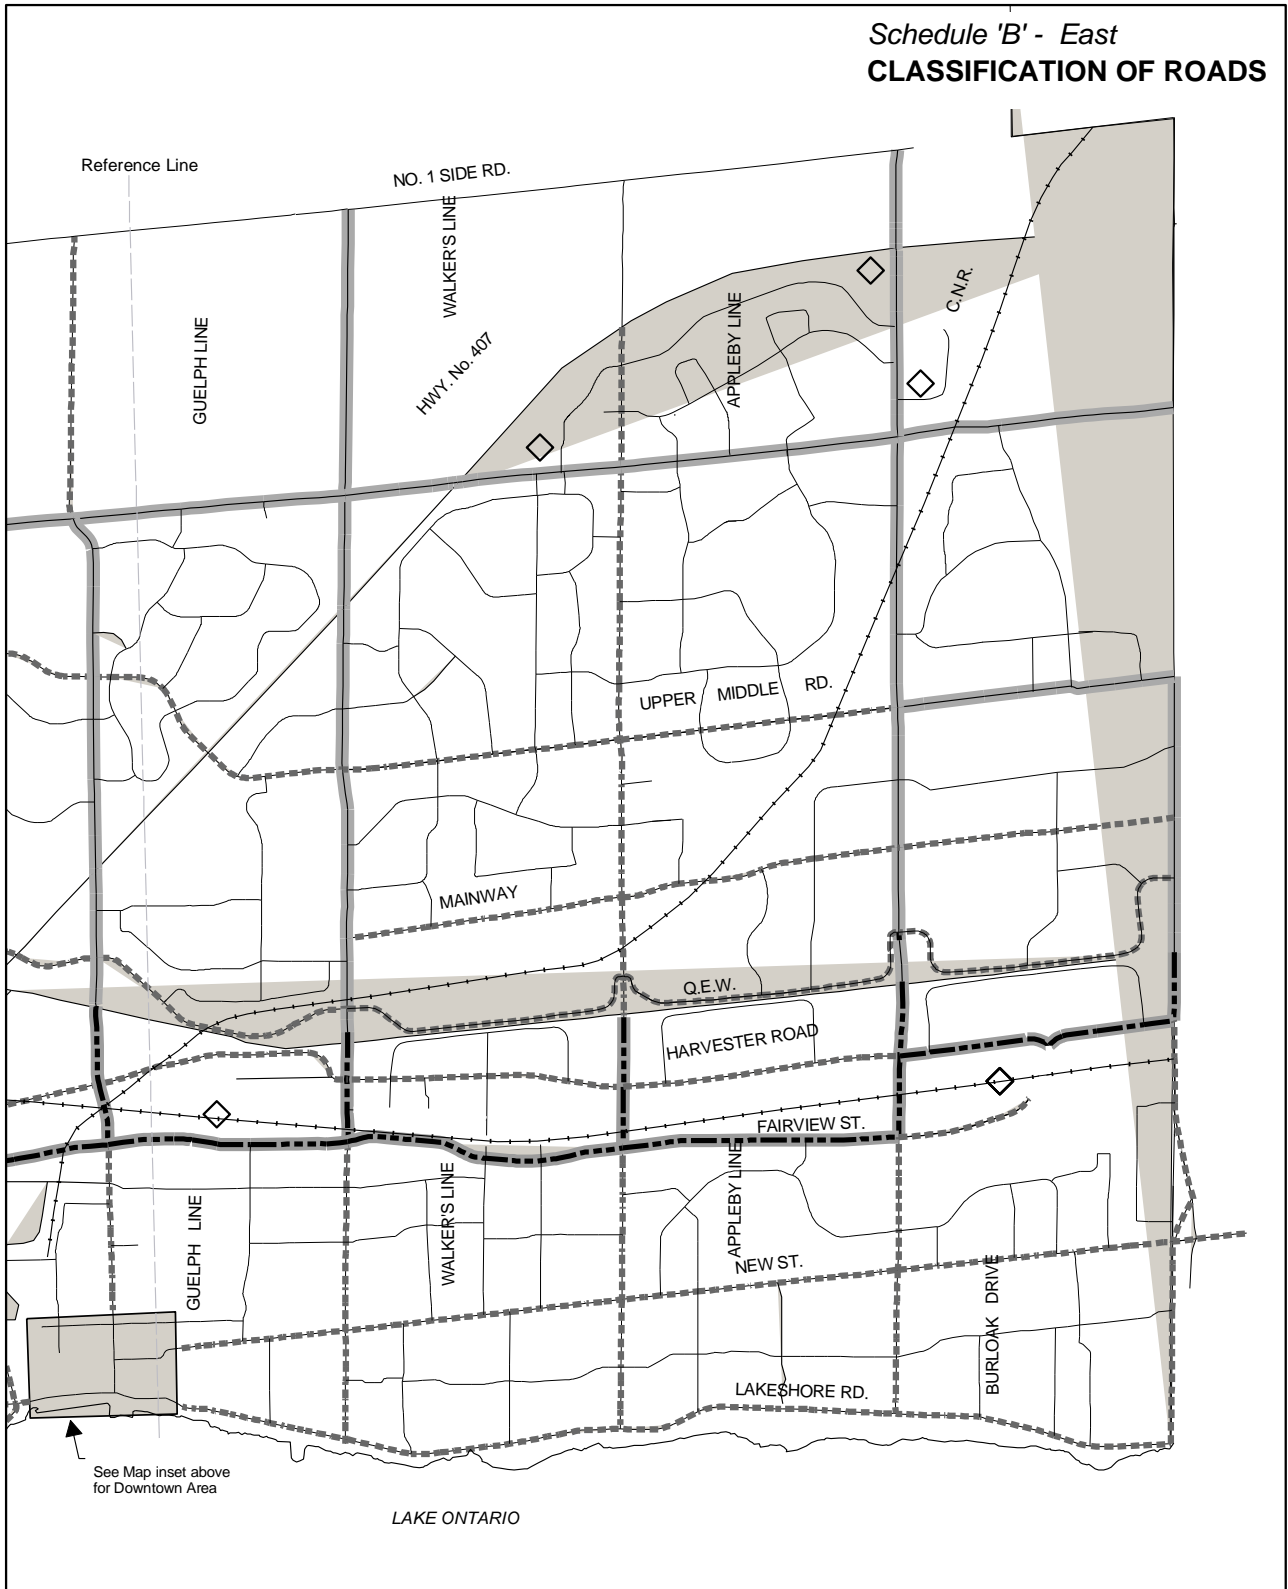 Schedule 'B' - East
CLASSIFICATION OF ROADS
Reference Line
NO. 1 SIDE RD.
WALKER'S LINE
GUELPH LINE
HWY. No. 407
APPLEBY LINE
C.N.R.
UPPER MIDDLE RD.
MAINWAY
Q.E.W.
HARVESTER ROAD
FAIRVIEW ST.
GUELPH LINE
WALKER'S LINE
APPLEBY LINE
NEW ST.
BURLOAK DRIVE
LAKESHORE RD.
See Map inset above
for Downtown Area
LAKE ONTARIO